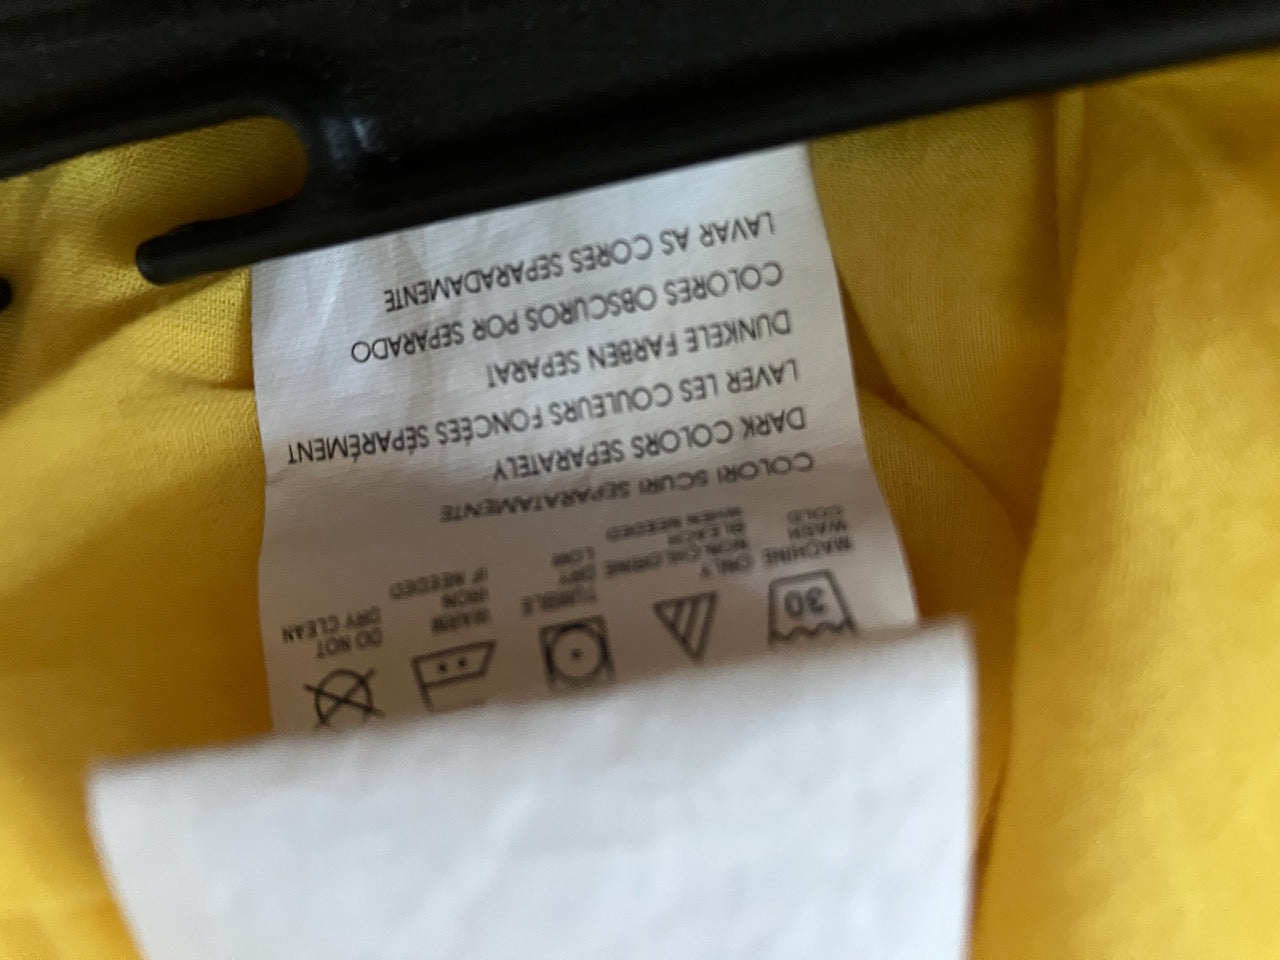 30
MACHINE
WASH
COLD
ONLY
NON-CHLORINE
BLEACH
WHEN NEEDED
TUMBLE
DRY
LOW
WARM
IRON
IF NEEDED
DO NOT
DRY CLEAN
COLORI SCURI SEPARATAMENTE
DARK COLORS SEPARATELY
LAVER LES COULEURS FONCÉES SÉPARÉMENT
DUNKELE FARBEN SEPARAT
COLORES OBSCUROS POR SEPARADO
LAVAR AS CORES SEPARADAMENTE